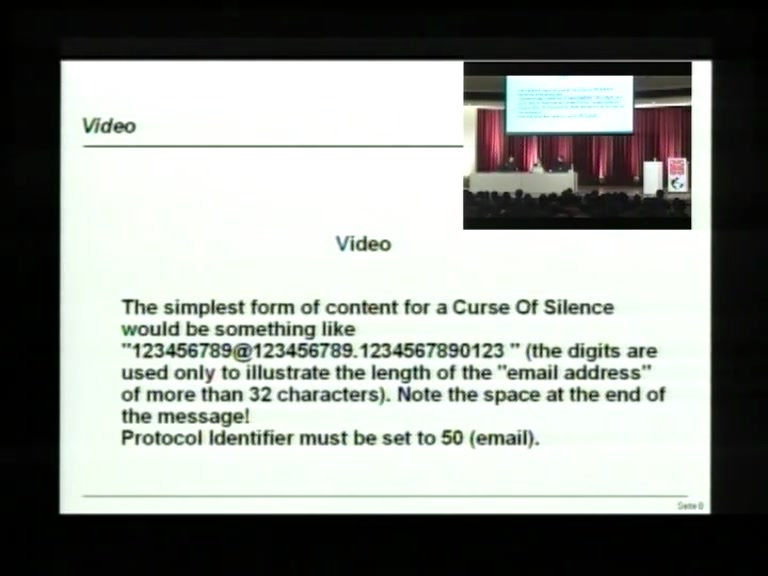 Video
Video
The simplest form of content for a Curse Of Silence
would be something like
"123456789@123456789.1234567890123 " (the digits are
used only to illustrate the length of the "email address"
of more than 32 characters). Note the space at the end of
the message!
Protocol Identifier must be set to 50 (email).
Seite 8